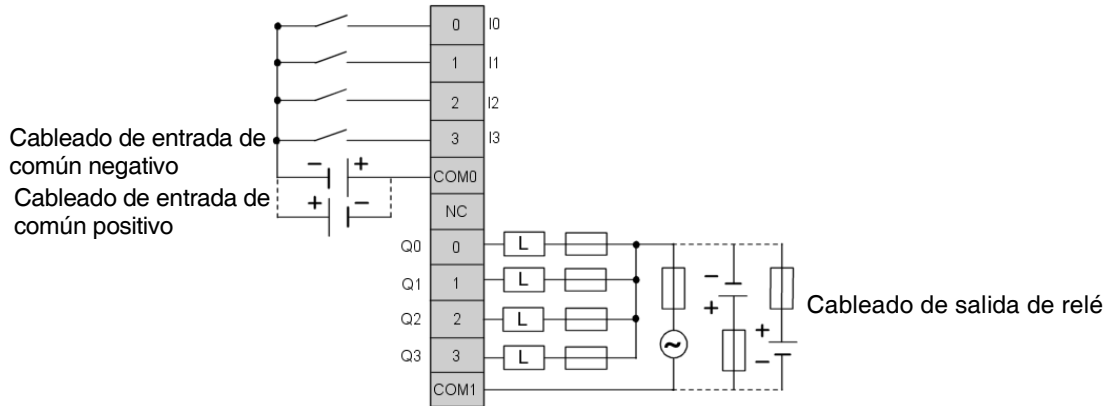 0 I0
1 I1
2 I2
3 I3
Cableado de entrada de
común negativo
- +
COM0
Cableado de entrada de
común positivo
+ -
NC
Q0 0 L
Q1 1 L
Q2 2 L
Q3 3 L
- +
~
+ -
Cableado de salida de relé
COM1